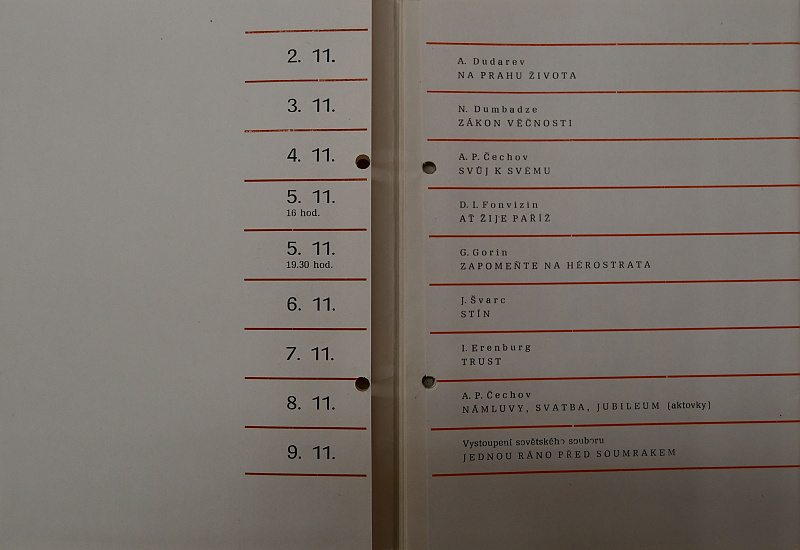 2. 11.
A. Dudarev
NA PRAHU ŽIVOTA
3. 11.
N. Dumbadze
ZÁKON VĚČNOSTI
4. 11.
A. P. Čechov
SVŮJ K SVÉMU
5. 11.
16 hod.
D. I. Fonvizin
AŤ ŽIJE PAŘÍŽ
5. 11.
19.30 hod.
G. Gorin
ZAPOMEŇTE NA HÉROSTRATA
6. 11.
J. Švarc
STÍN
7. 11.
I. Erenburg
TRUST
8. 11.
A. P. Čechov
NÁMLUVY, SVATBA, JUBILEUM (aktovky)
9. 11.
Vystoupení sovětského souboru
JEDNOU RÁNO PŘED SOUMRAKEM